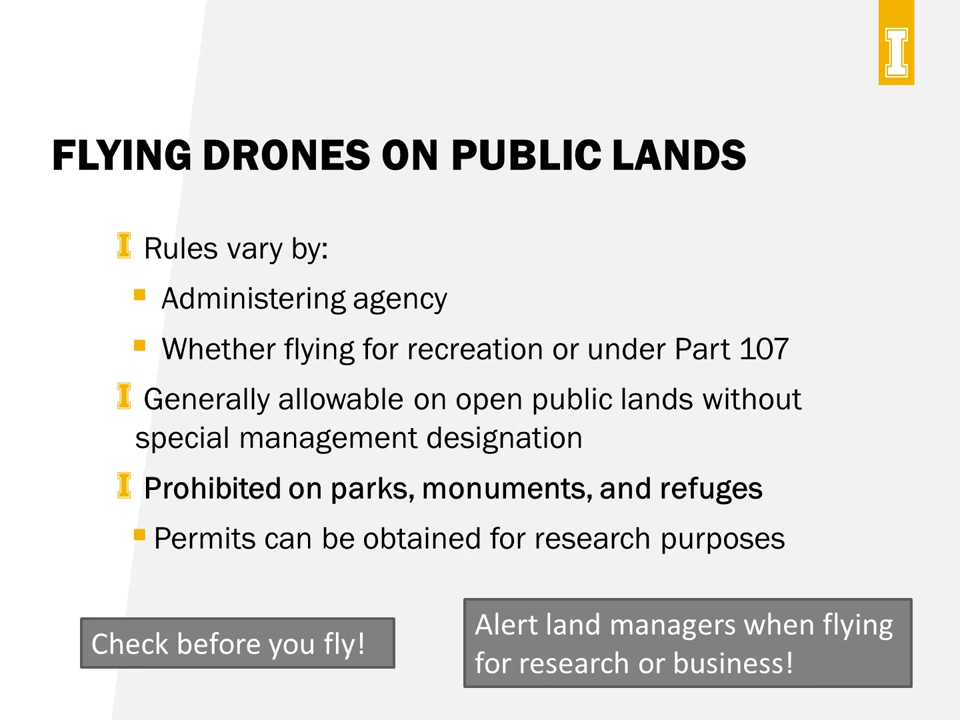 I
FLYING DRONES ON PUBLIC LANDS
I Rules vary by:
▪ Administering agency
▪ Whether flying for recreation or under Part 107
I Generally allowable on open public lands without
special management designation
I Prohibited on parks, monuments, and refuges
▪ Permits can be obtained for research purposes
Check before you fly!
Alert land managers when flying
for research or business!